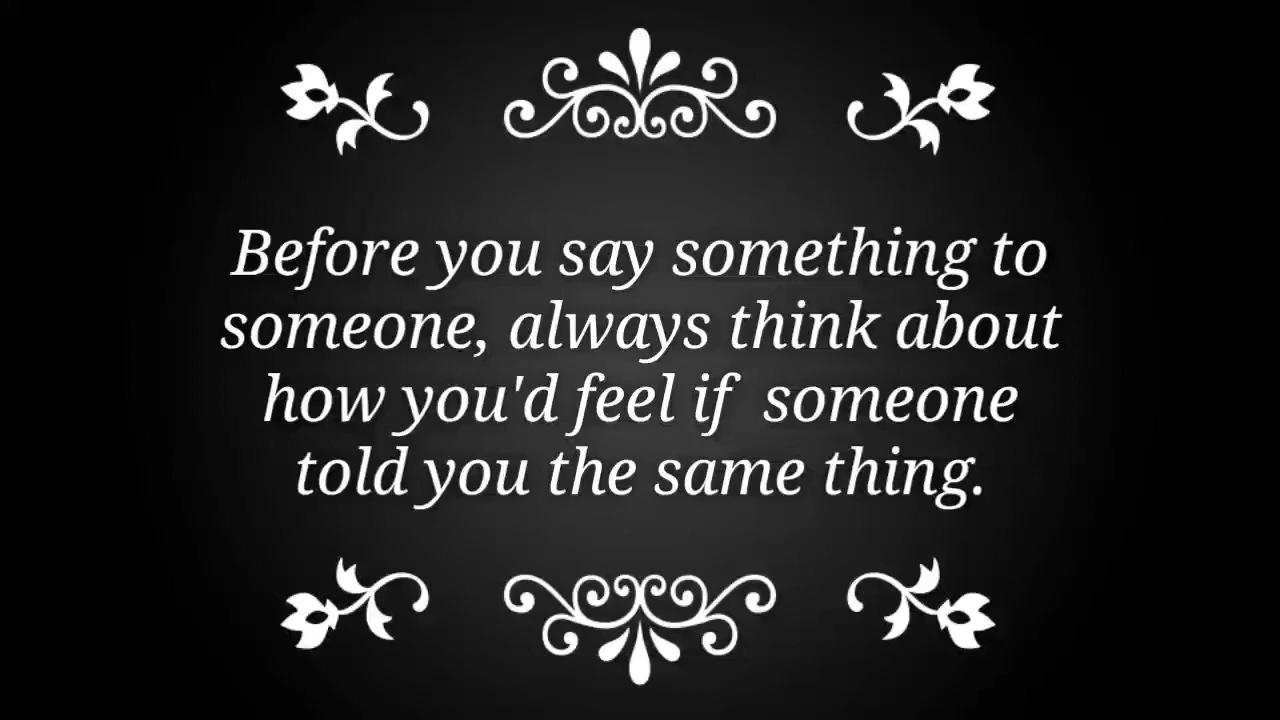 Before you say something to
someone, always think about
how you'd feel if  someone
told you the same thing.